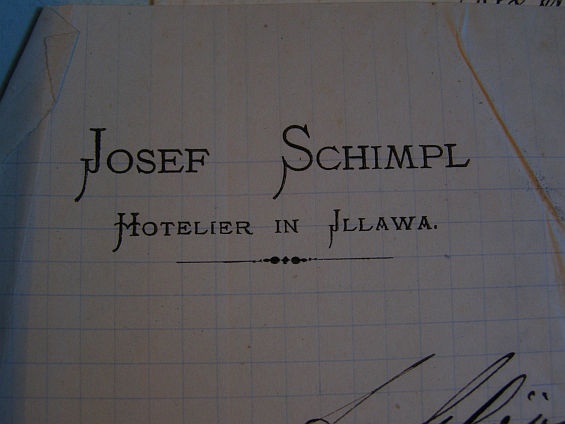 JOSEF SCHIMPL
HOTELIER IN JLLAWA.